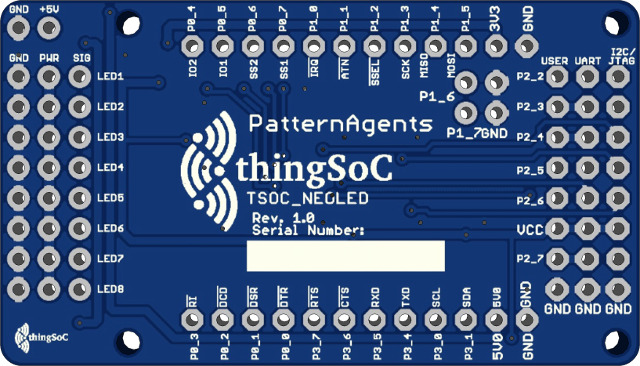 GND +5V
P0_4 P0_5 P0_6 P0_7 P1_0 P1_1 P1_2 P1_3 P1_4 P1_5 3V3 GND
IO2 IO1 SS2 SS1 IRQ ATN SSEL SCK MISO MOSI
GND PWR SIG
USER UART I2C/
JTAG
LED1
LED2
LED3
LED4
LED5
LED6
LED7
LED8
P1_6
P1_7 GND
PatternAgents
thingSoC
TSOC_NEOLED
Rev. 1.0
Serial Number:
P2_2
P2_3
P2_4
P2_5
P2_6
VCC
P2_7
GND GND GND
RI DCD DSR DTR RTS CTS RXD TXD SCL SDA 5V0 GND
P0_3 P0_2 P0_1 P0_0 P3_7 P3_6 P3_5 P3_4 P3_0 P3_1 5V0 GND
thingSoC